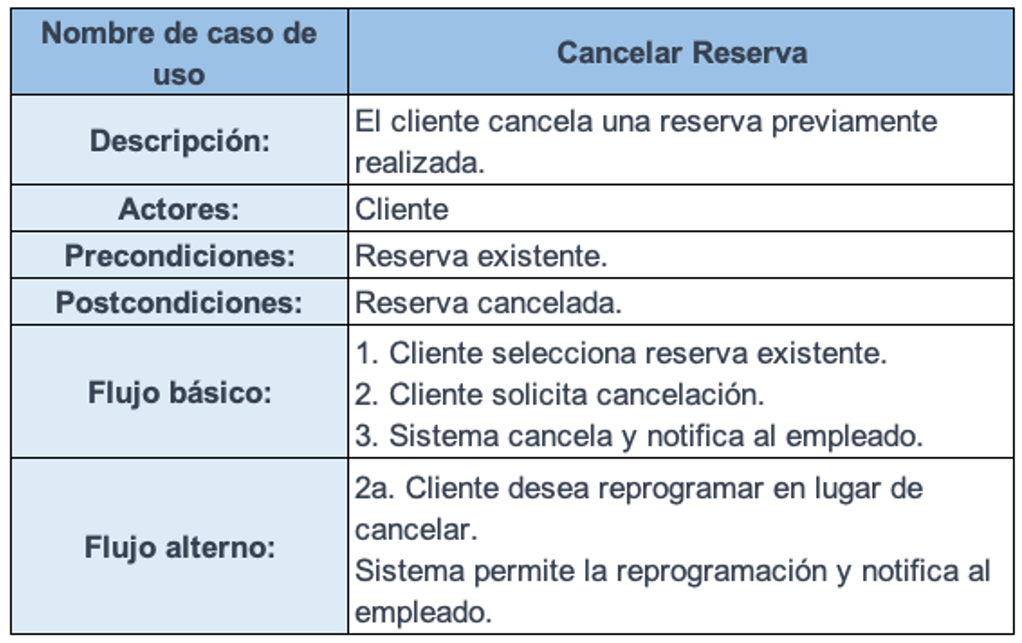 Nombre de caso de
uso
Cancelar Reserva
Descripción:
El cliente cancela una reserva previamente
realizada.
Actores:
Cliente
Precondiciones:
Reserva existente.
Postcondiciones:
Reserva cancelada.
Flujo básico:
1. Cliente selecciona reserva existente.
2. Cliente solicita cancelación.
3. Sistema cancela y notifica al empleado.
Flujo alterno:
2a. Cliente desea reprogramar en lugar de
cancelar.
Sistema permite la reprogramación y notifica al
empleado.